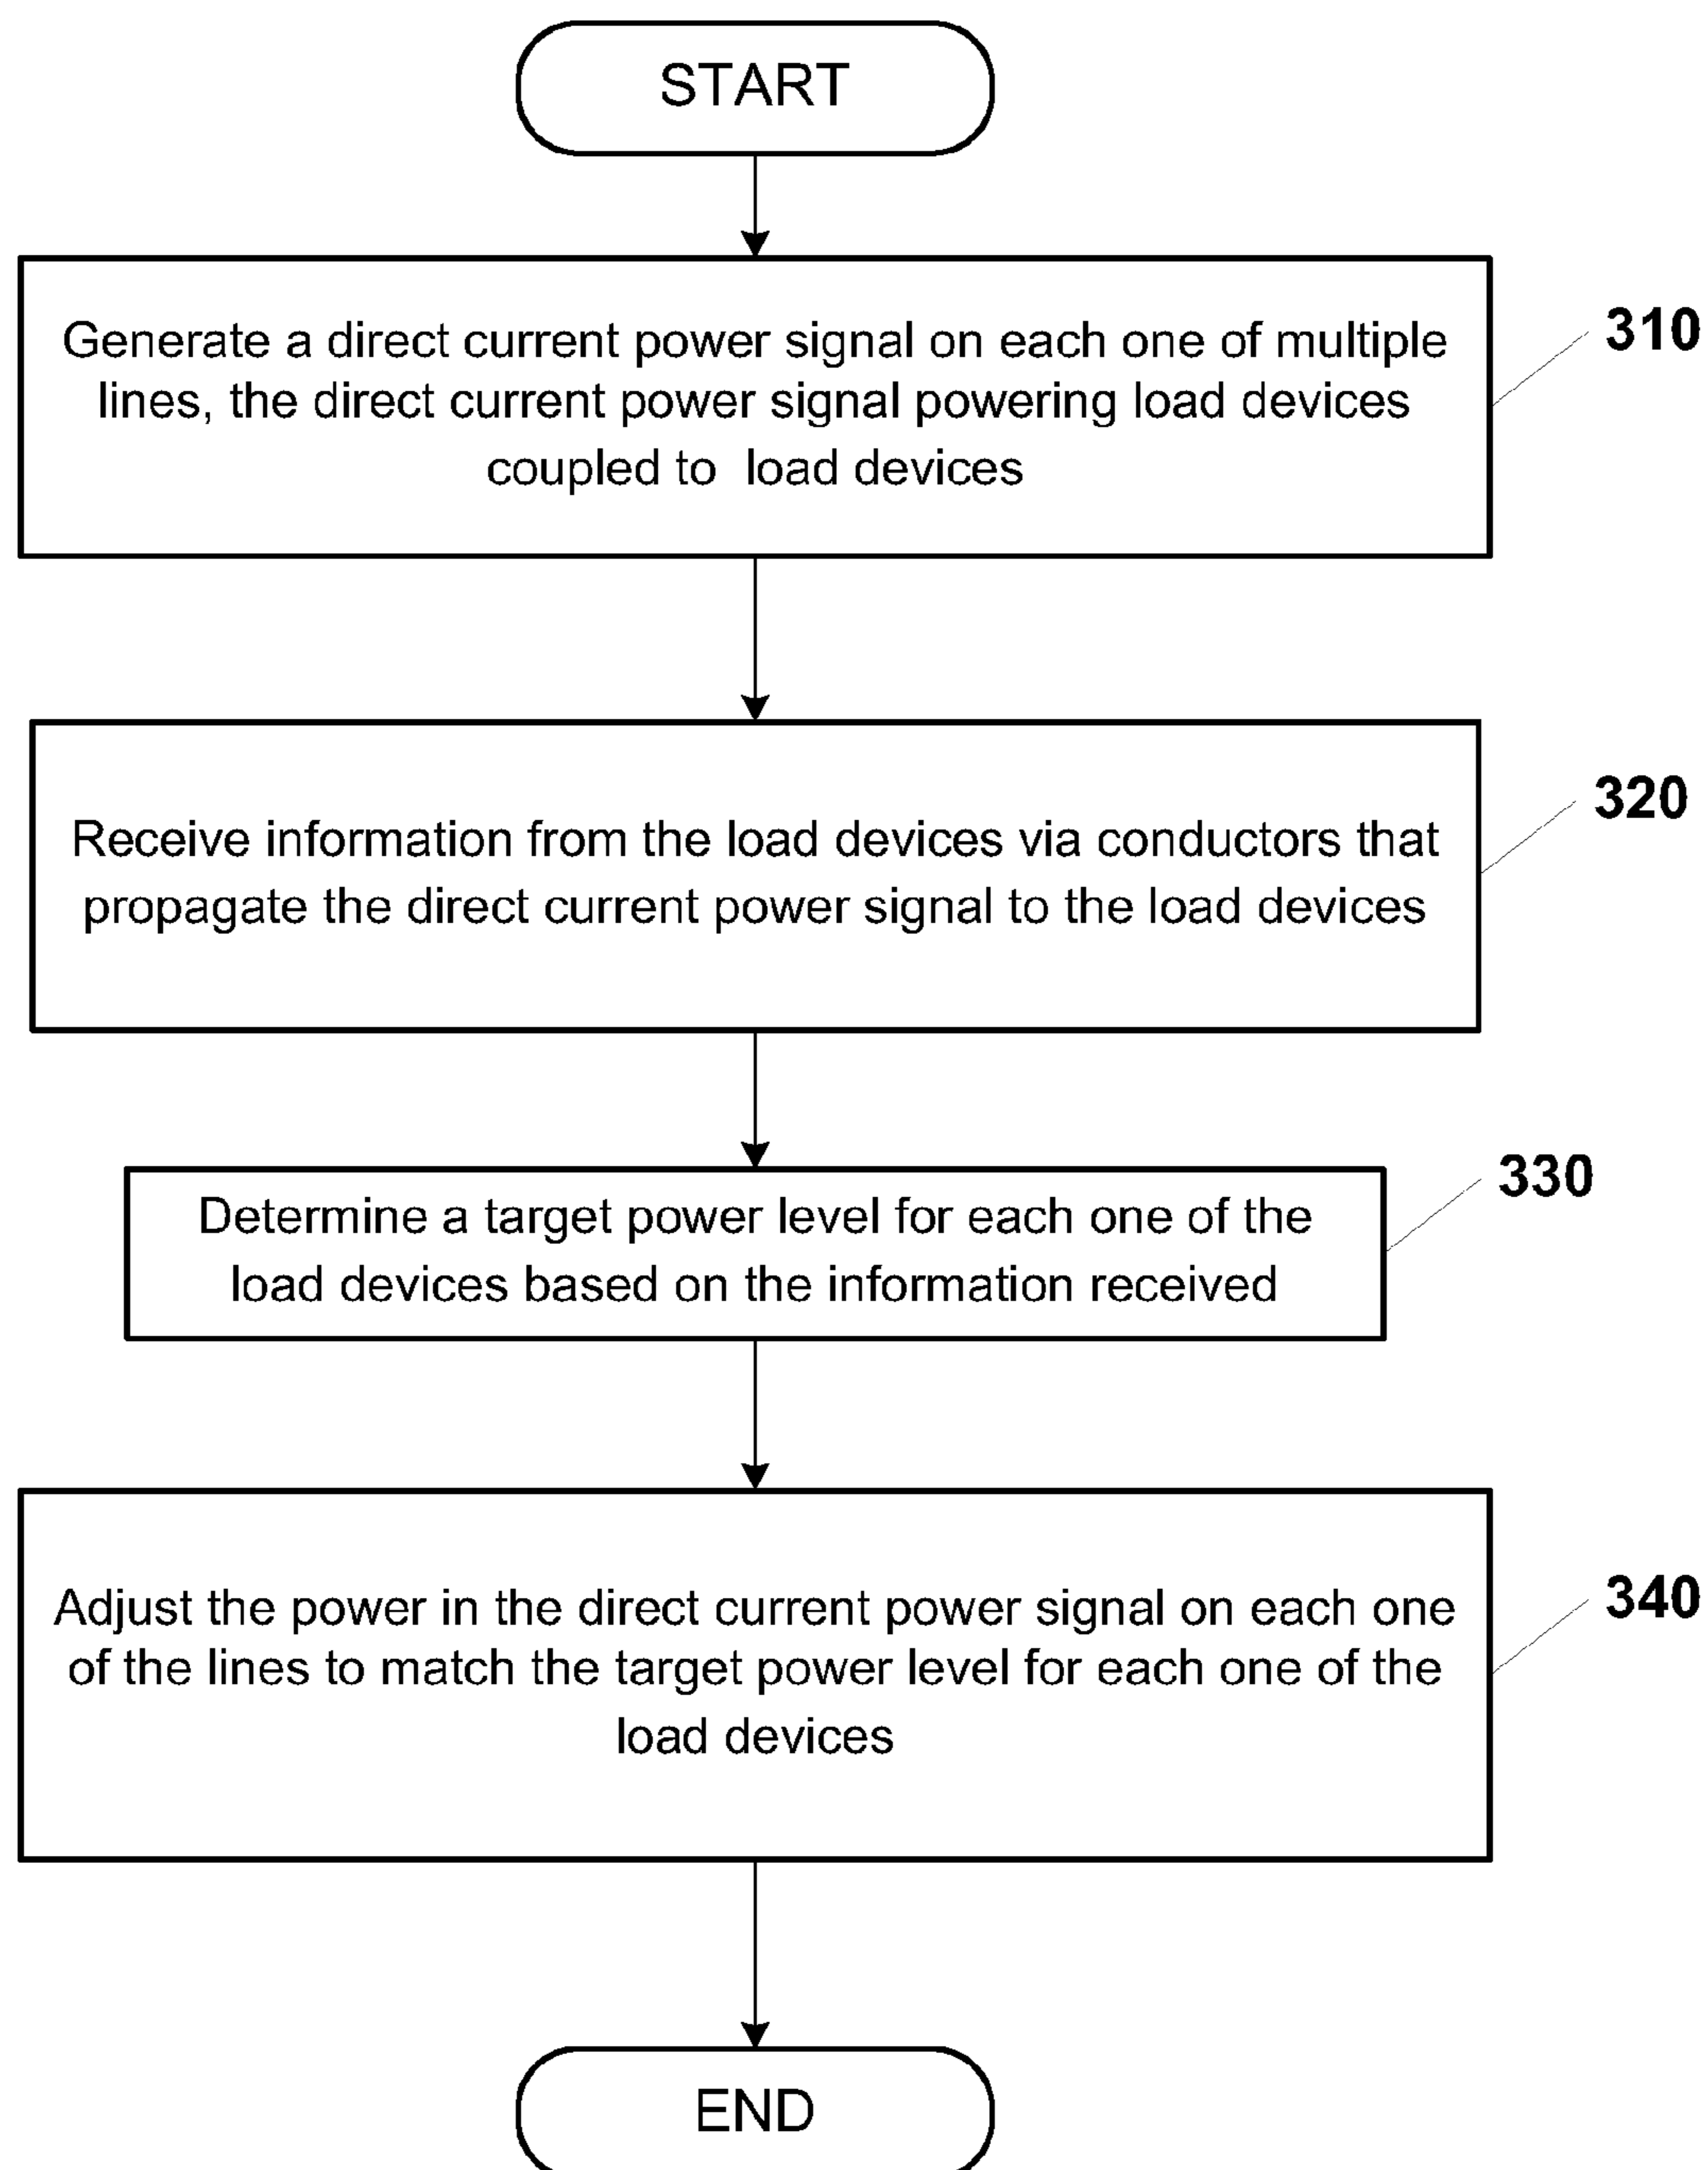 START
Generate a direct current power signal on each one of multiple
lines, the direct current power signal powering load devices
coupled to load devices
310
Receive information from the load devices via conductors that
propagate the direct current power signal to the load devices
320
Determine a target power level for each one of the
load devices based on the information received
330
Adjust the power in the direct current power signal on each one
of the lines to match the target power level for each one of the
load devices
340
END